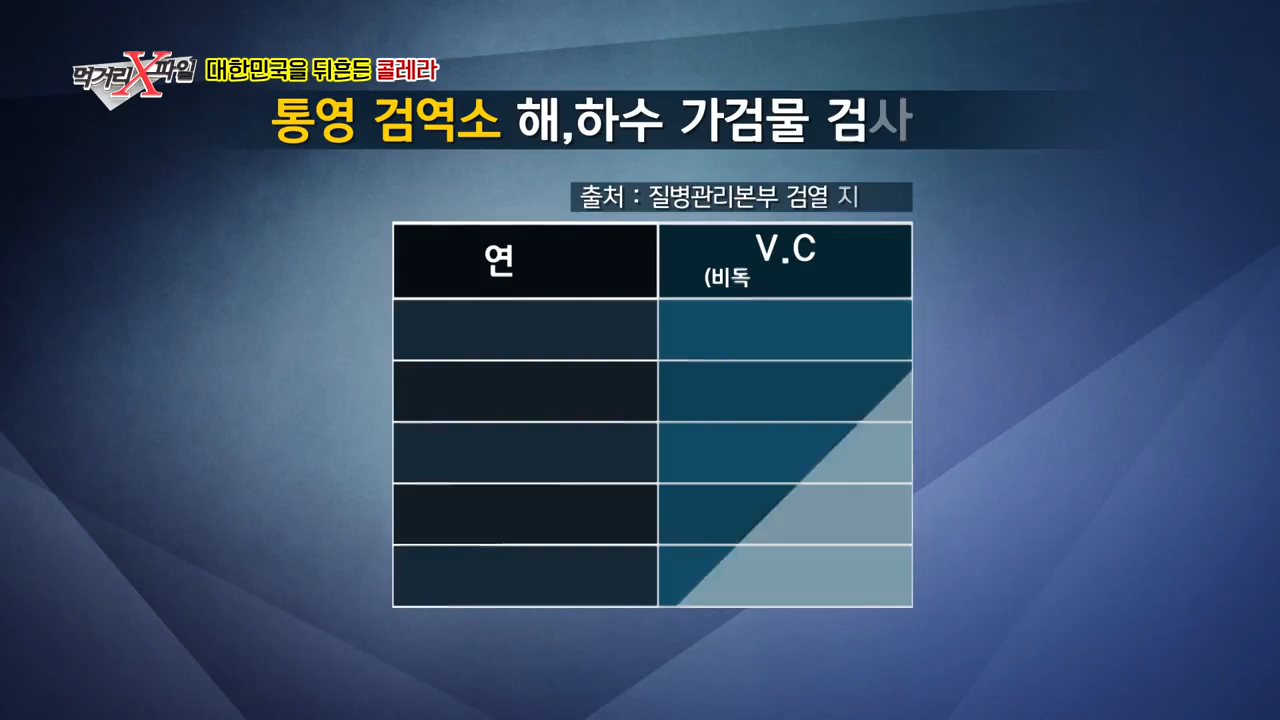 먹거리X파일 대한민국을 뒤흔든 콜레라
통영 검역소 해,하수 가검물 검사
출처 : 질병관리본부 검열 지
연
V.C
(비독